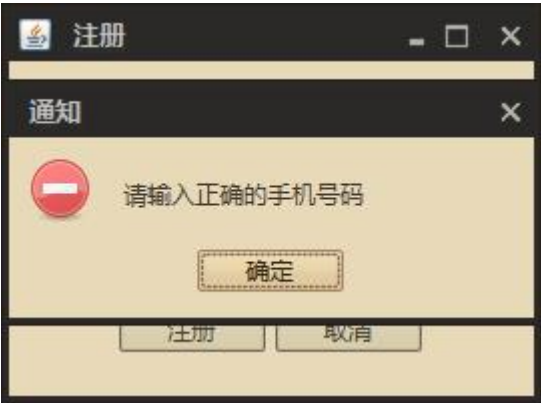 注册
通知
请输入正确的手机号码
确定
注册 取消